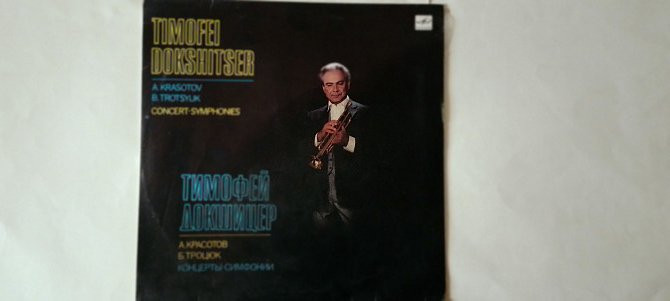 TIMOFEI
DOKSHITSER
A. KRASOTOV
B. TROTSYUK
CONCERT-SYMPHONIES
ТИМОФЕЙ
ДОКШИЦЕР
А. КРАСОТОВ
Б. ТРОЦЮК
КОНЦЕРТЫ-СИМФОНИИ